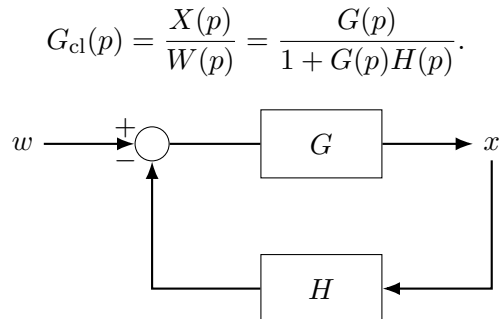 G_cl(p) = X(p)/W(p) = G(p)/(1 + G(p)H(p)).
+
w G x
−
H